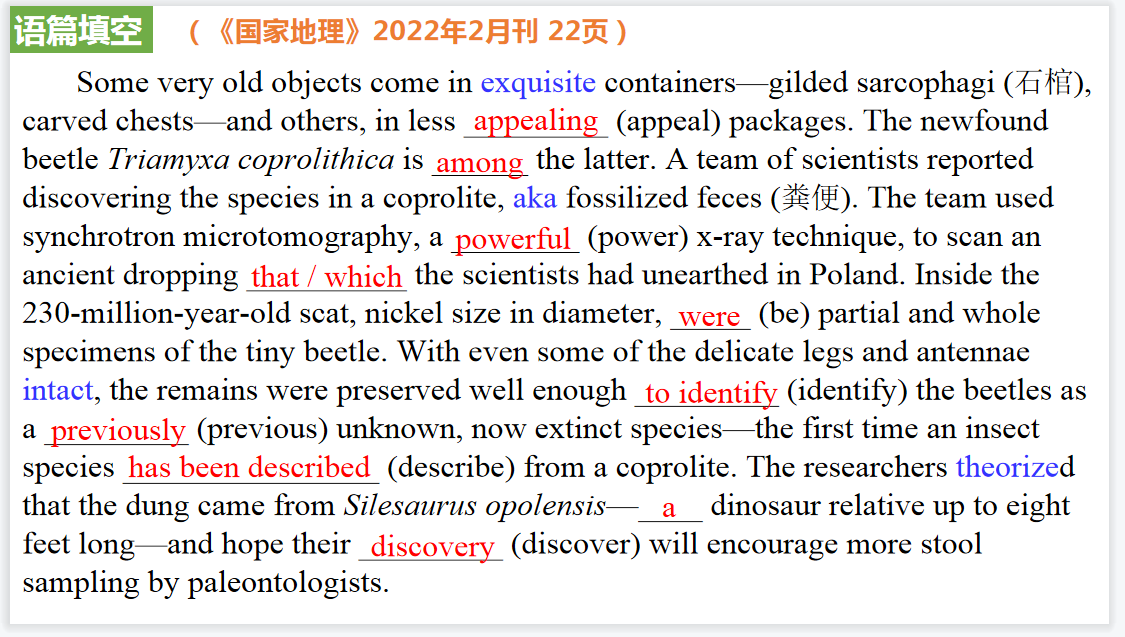 语篇填空 (《国家地理》2022年2月刊 22页)
Some very old objects come in exquisite containers—gilded sarcophagi (石棺),
carved chests—and others, in less appealing (appeal) packages. The newfound
beetle Triamyxa coprolithica is among the latter. A team of scientists reported
discovering the species in a coprolite, aka fossilized feces (粪便). The team used
synchrotron microtomography, a powerful (power) x-ray technique, to scan an
ancient dropping that / which the scientists had unearthed in Poland. Inside the
230-million-year-old scat, nickel size in diameter, were (be) partial and whole
specimens of the tiny beetle. With even some of the delicate legs and antennae
intact, the remains were preserved well enough to identify (identify) the beetles as
a previously (previous) unknown, now extinct species—the first time an insect
species has been described (describe) from a coprolite. The researchers theorized
that the dung came from Silesaurus opolensis—a dinosaur relative up to eight
feet long—and hope their discovery (discover) will encourage more stool
sampling by paleontologists.